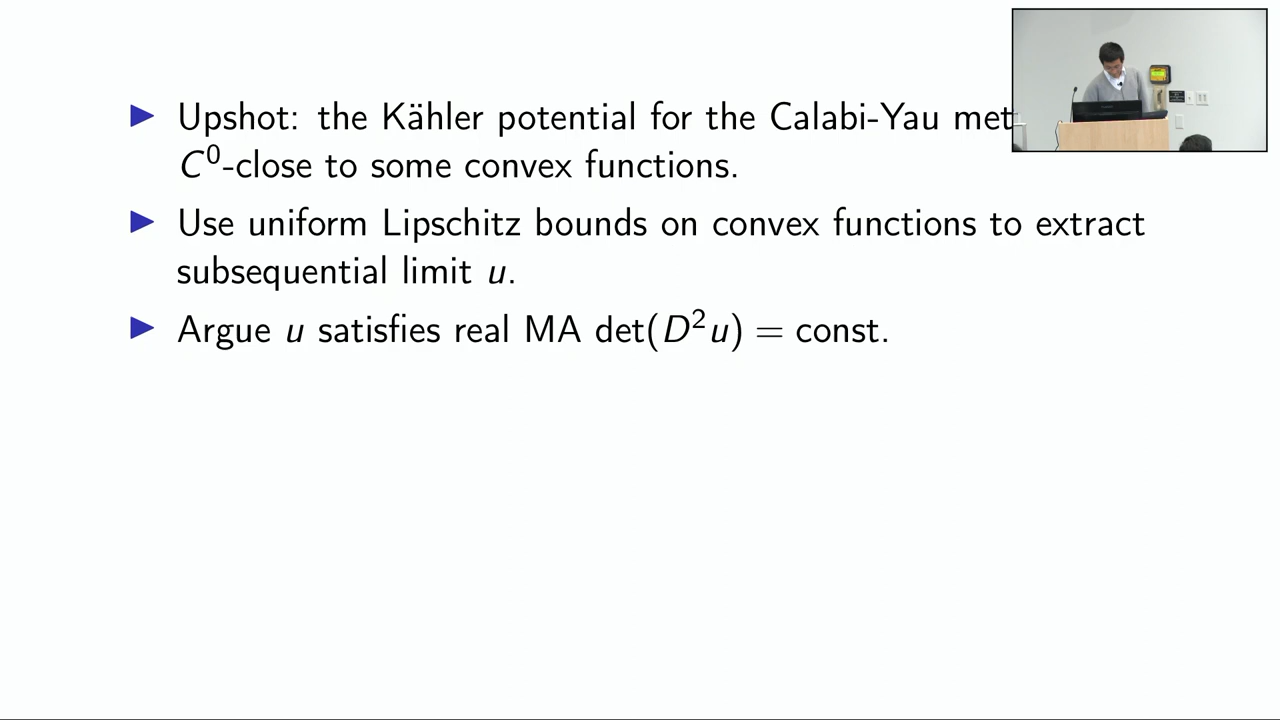 ▶ Upshot: the Kähler potential for the Calabi-Yau
C⁰-close to some convex functions.
▶ Use uniform Lipschitz bounds on convex functions to extract
subsequential limit u.
▶ Argue u satisfies real MA det(D²u) = const.